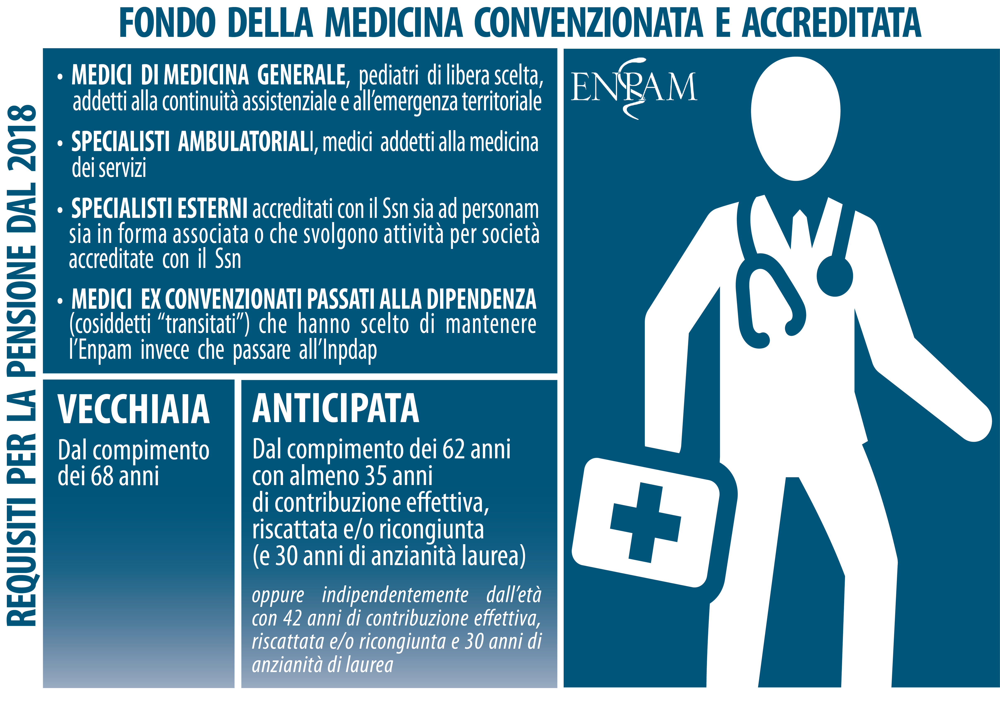 FONDO DELLA MEDICINA CONVENZIONATA E ACCREDITATA
REQUISITI PER LA PENSIONE DAL 2018
• MEDICI DI MEDICINA GENERALE, pediatri di libera scelta,
addetti alla continuità assistenziale e all’emergenza territoriale
• SPECIALISTI AMBULATORIALI, medici addetti alla medicina
dei servizi
• SPECIALISTI ESTERNI accreditati con il Ssn sia ad personam
sia in forma associata o che svolgono attività per società
accreditate con il Ssn
• MEDICI EX CONVENZIONATI PASSATI ALLA DIPENDENZA
(cosiddetti “transitati”) che hanno scelto di mantenere
l’Enpam invece che passare all’Inpdap
VECCHIAIA
Dal compimento
dei 68 anni
ANTICIPATA
Dal compimento dei 62 anni
con almeno 35 anni
di contribuzione effettiva,
riscattata e/o ricongiunta
(e 30 anni di anzianità laurea)
oppure indipendentemente dall’età
con 42 anni di contribuzione effettiva,
riscattata e/o ricongiunta e 30 anni di
anzianità di laurea
ENPAM